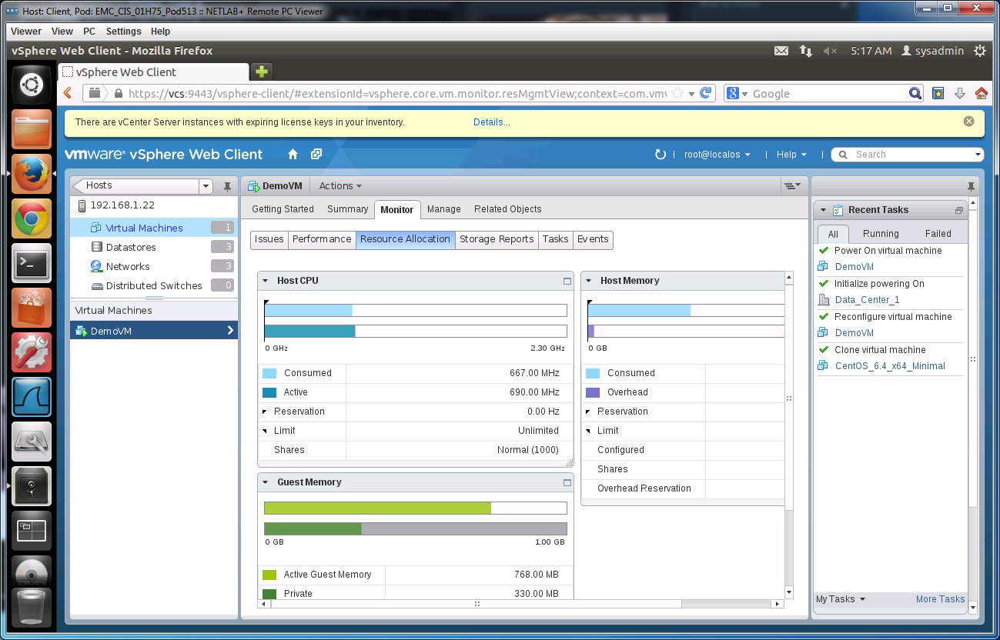 Host: Client, Pod: EMC_CIS_01H75_Pod513 :: NETLAB+ Remote PC Viewer
Viewer View PC Settings Help
vSphere Web Client - Mozilla Firefox 5:17 AM sysadmin
vSphere Web Client
https://vcs:9443/vsphere-client/#extensionId=vsphere.core.vm.monitor.resMgmtView;context=com.vmv 8 Google
There are vCenter Server instances with expiring license keys in your inventory. Details...
vmware® vSphere Web Client root@localos Help Search
Hosts
192.168.1.22
Virtual Machines 1
Datastores 3
Networks 3
Distributed Switches 0
Virtual Machines
DemoVM
DemoVM Actions
Getting Started Summary Monitor Manage Related Objects
Issues Performance Resource Allocation Storage Reports Tasks Events
Host CPU
0 GHz 2.30 GHz
Consumed 667.00 MHz
Active 690.00 MHz
Reservation 0.00 Hz
Limit Unlimited
Shares Normal (1000)
Guest Memory
0 GB 1.00 GB
Active Guest Memory 768.00 MB
Private 330.00 MB
Host Memory
0 GB
Consumed
Overhead
Reservation
Limit
Configured
Shares
Overhead Reservation
Recent Tasks
All Running Failed
Power On virtual machine
DemoVM
Initialize powering On
Data_Center_1
Reconfigure virtual machine
DemoVM
Clone virtual machine
CentOS_6.4_x64_Minimal
My Tasks More Tasks